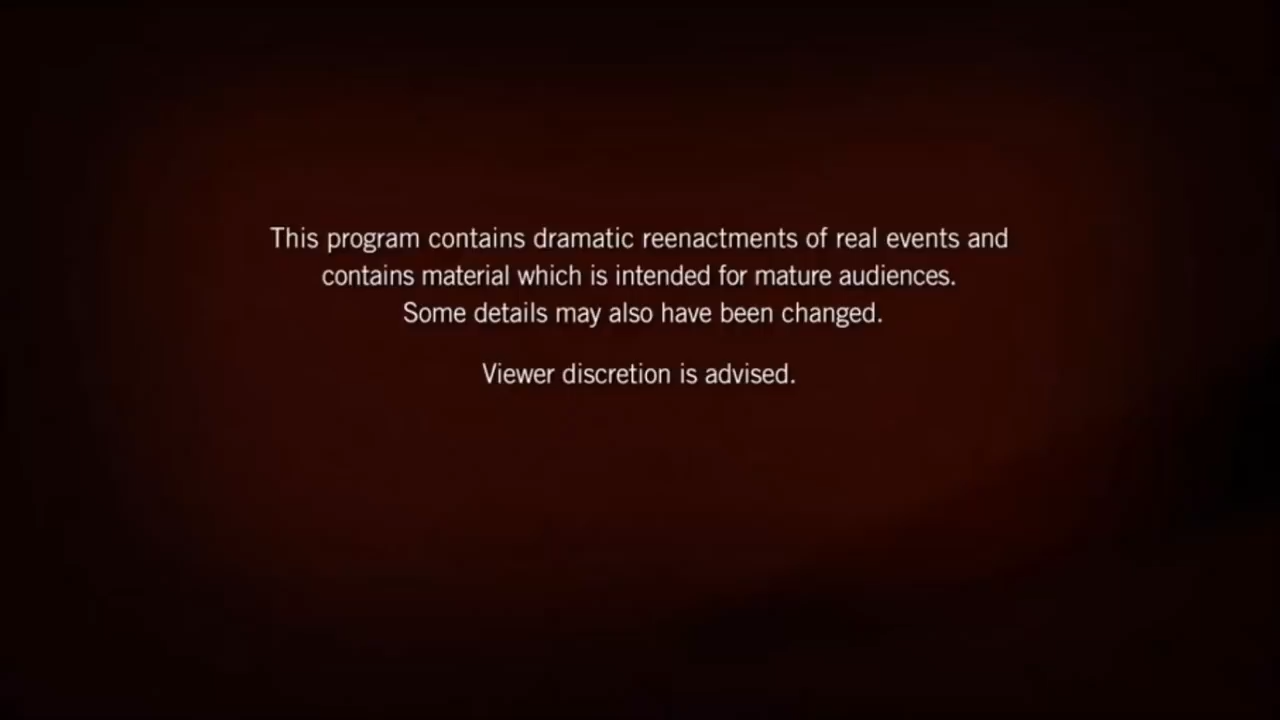 This program contains dramatic reenactments of real events and
contains material which is intended for mature audiences.
Some details may also have been changed.
Viewer discretion is advised.